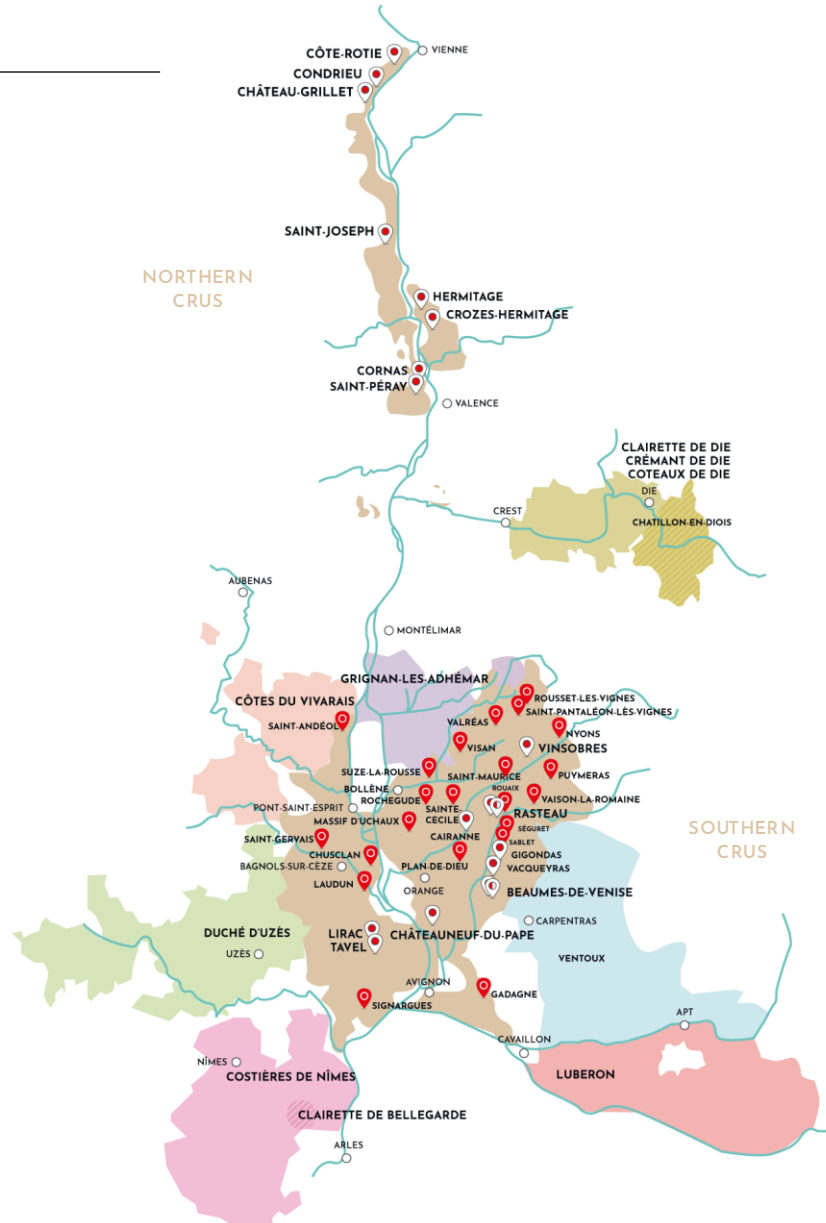 CÔTE-ROTIE
VIENNE
CONDRIEU
CHÂTEAU-GRILLET
SAINT-JOSEPH
NORTHERN
CRUS
HERMITAGE
CROZES-HERMITAGE
CORNAS
SAINT-PÉRAY
VALENCE
CLAIRETTE DE DIE
CRÉMANT DE DIE
COTEAUX DE DIE
DIE
CREST
CHATILLON-EN-DIOIS
AUBENAS
MONTÉLIMAR
GRIGNAN-LES-ADHÉMAR
CÔTES DU VIVARAIS
SAINT-ANDÉOL
ROUSSET-LES-VIGNES
SAINT-PANTALÉON-LÈS-VIGNES
VALRÉAS
NYONS
VISAN
VINSOBRES
SUZE-LA-ROUSSE
SAINT-MAURICE
PUYMERAS
BOLLÈNE
ROUAIX
ROCHEGUDE
VAISON-LA-ROMAINE
PONT-SAINT-ESPRIT
SAINTE-
CECILE
RASTEAU
MASSIF D'UCHAUX
SÉGURET
SAINT-GERVAIS
CAIRANNE
SABLET
SOUTHERN
CRUS
CHUSCLAN
GIGONDAS
BAGNOLS-SUR-CÈZE
PLAN-DE-DIEU
VACQUEYRAS
LAUDUN
ORANGE
BEAUMES-DE-VENISE
CARPENTRAS
DUCHÉ D'UZÈS
LIRAC
TAVEL
CHÂTEAUNEUF-DU-PAPE
UZÈS
VENTOUX
AVIGNON
GADAGNE
SIGNARGUES
APT
CAVAILLON
NÎMES
COSTIÈRES DE NÎMES
LUBERON
CLAIRETTE DE BELLEGARDE
ARLES